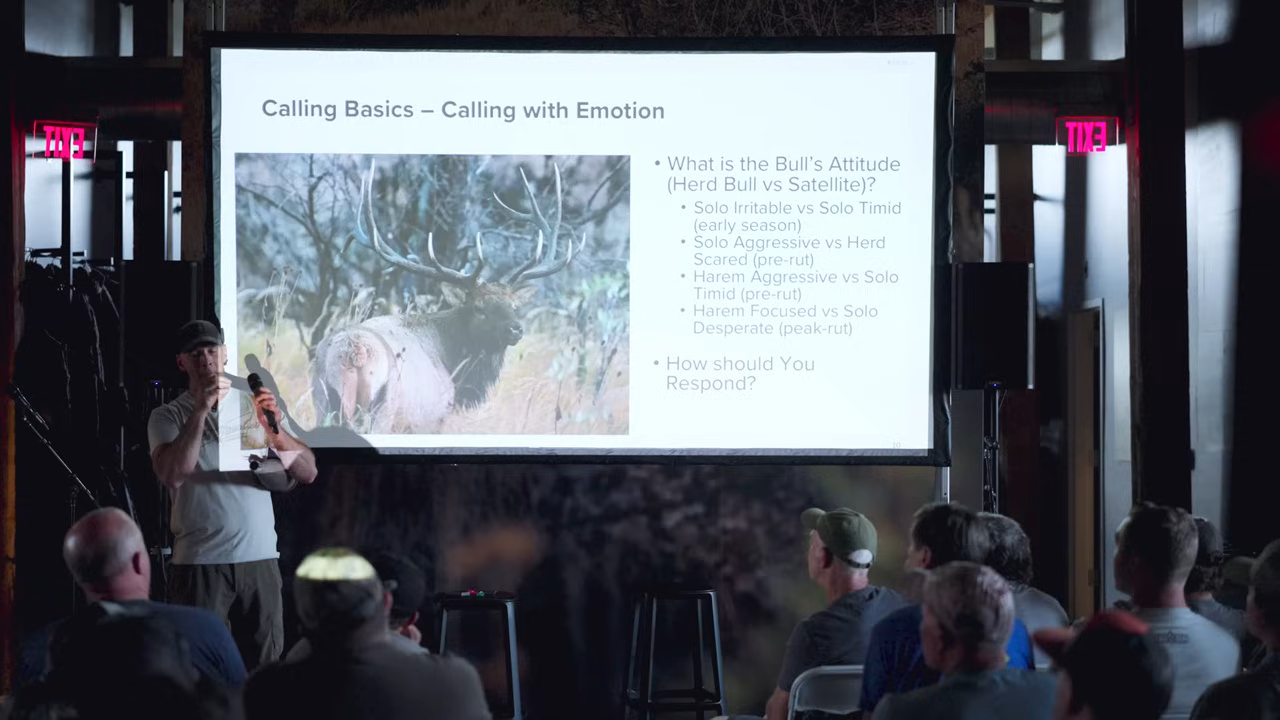 Calling Basics – Calling with Emotion
EXIT
EXIT
• What is the Bull's Attitude
(Herd Bull vs Satellite)?
• Solo Irritable vs Solo Timid
(early season)
• Solo Aggressive vs Herd
Scared (pre-rut)
• Harem Aggressive vs Solo
Timid (pre-rut)
• Harem Focused vs Solo
Desperate (peak-rut)
• How should You
Respond?
10